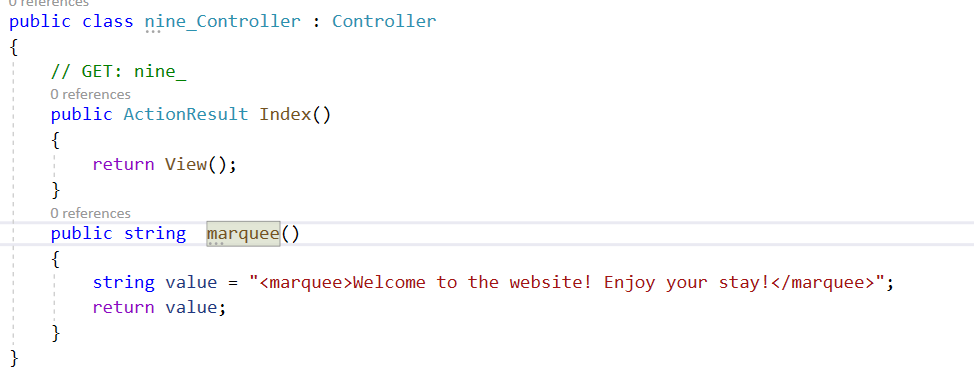 0 references
public class nine_Controller : Controller
{
// GET: nine_
0 references
public ActionResult Index()
{
return View();
}
0 references
public string  marquee()
{
string value = "<marquee>Welcome to the website! Enjoy your stay!</marquee>";
return value;
}
}